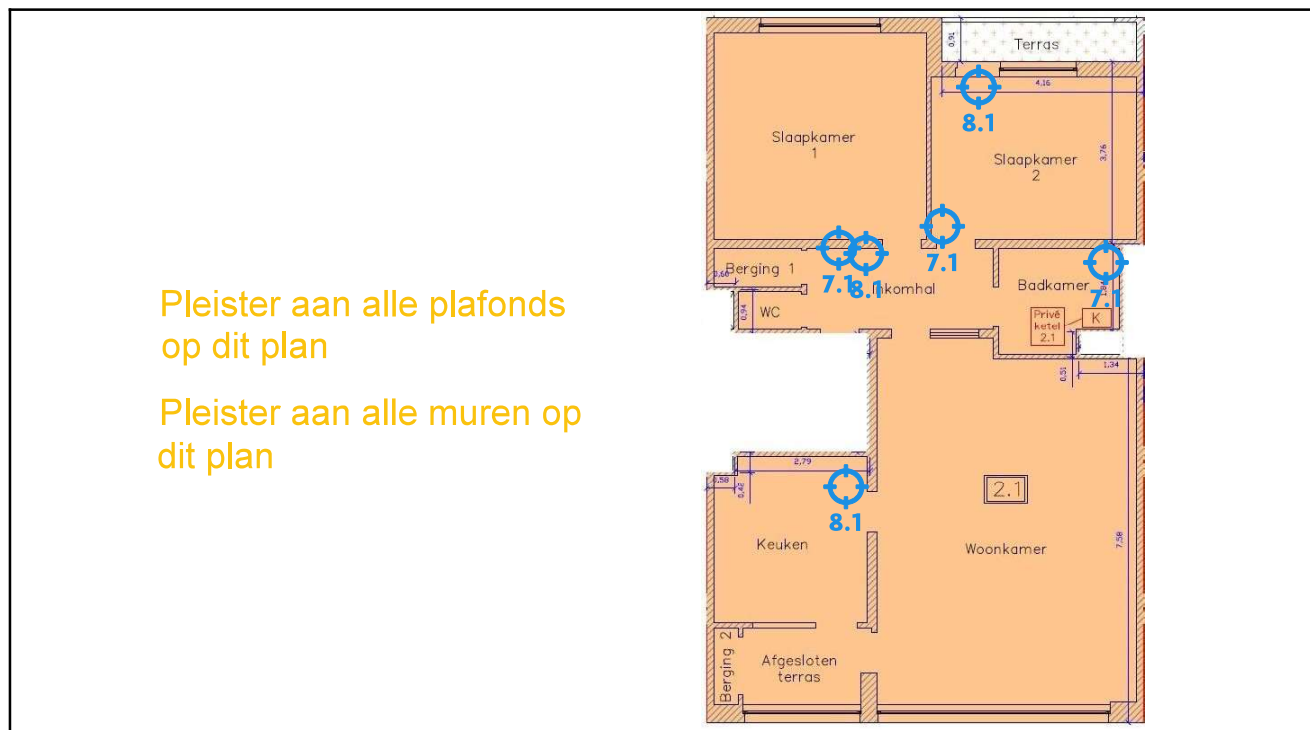 Terras
0,91
4,16
8.1
Slaapkamer
1
Slaapkamer
2
3,76
7.1
8.1
7.1
7.1
Berging 1
0,60
Inkomhal
Badkamer
WC
0,94
Privé
ketel
2.1
K
Pleister aan alle plafonds
op dit plan
0,51
1,34
Pleister aan alle muren op
dit plan
2,79
0,58
0,42
8.1
2.1
Keuken
Woonkamer
7,58
Berging 2
Afgesloten
terras